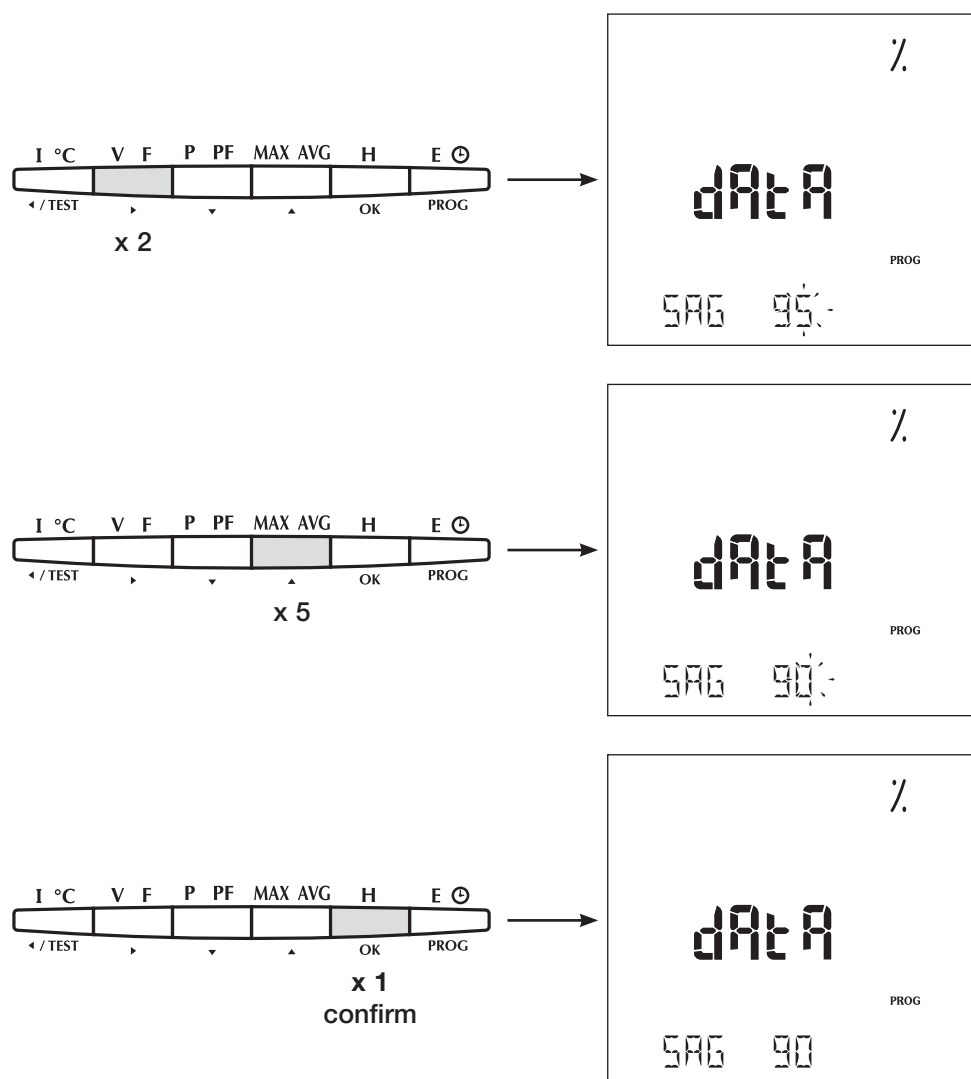 %
I °C V F P PF MAX AVG H E
dAtA
◂ / TEST ▸ ▾ ▴ OK PROG
x 2
PROG
SAG 95
%
I °C V F P PF MAX AVG H E
dAtA
◂ / TEST ▸ ▾ ▴ OK PROG
x 5
PROG
SAG 90
%
I °C V F P PF MAX AVG H E
dAtA
◂ / TEST ▸ ▾ ▴ OK PROG
x 1
confirm
PROG
SAG 90